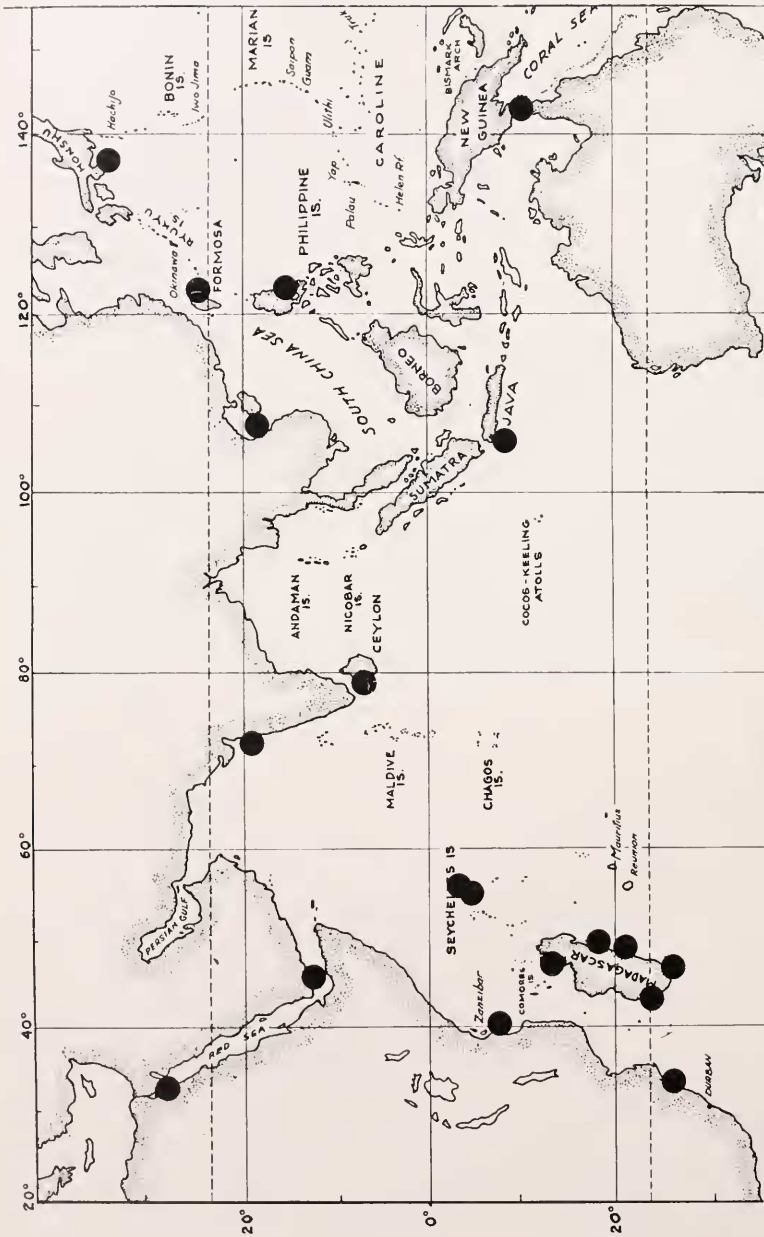 20°
40°
60°
80°
100°
120°
140°
20°
0°
20°
HONSHU
Hachijo
BONIN
IS.
Iwo Jima
RYUKYU
IS
Okinawa
FORMOSA
MARIAN
IS
Saipan
Guam
Truk
Ulithi
Yap
Palau
CAROLINE
Helen Rf.
PHILIPPINE
IS.
SOUTH CHINA SEA
BISMARK
ARCH
NEW
GUINEA
CORAL SEA
BORNEO
JAVA
SUMATRA
ANDAMAN
IS.
NICOBAR
IS.
CEYLON
COCOS-KEELING
ATOLLS
MALDIVE
IS.
CHAGOS
IS.
PERSIAN GULF
RED SEA
SEYCHELLES IS
Mauritius
Reunion
MADAGASCAR
COMORES
IS
Zanzibar
DURBAN